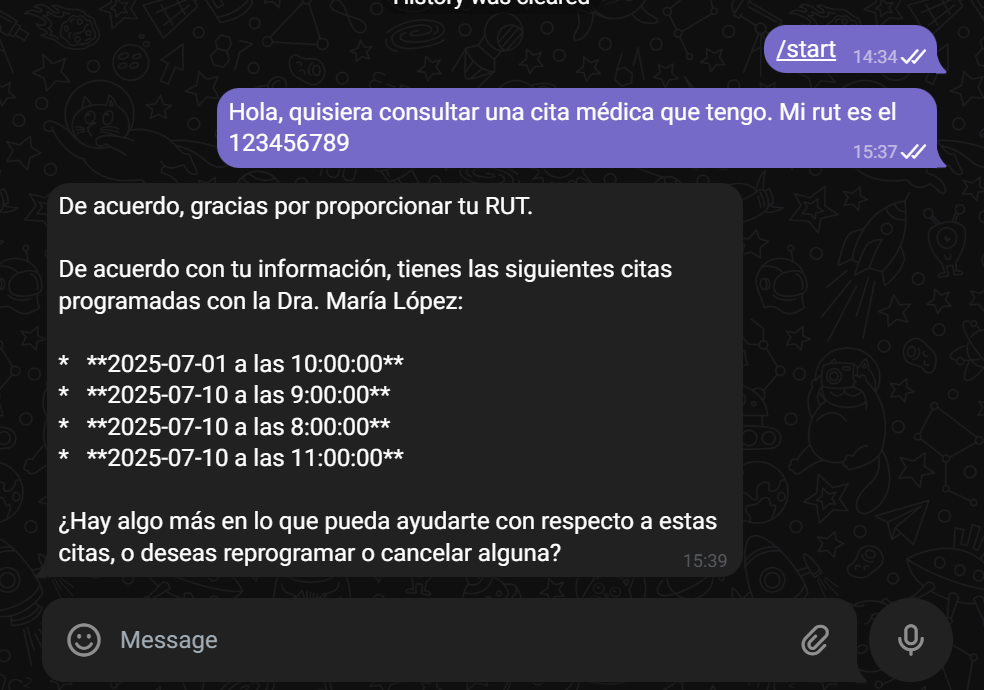 History was cleared
/start 14:34
Hola, quisiera consultar una cita médica que tengo. Mi rut es el
123456789
15:37
De acuerdo, gracias por proporcionar tu RUT.
De acuerdo con tu información, tienes las siguientes citas
programadas con la Dra. María López:
* **2025-07-01 a las 10:00:00**
* **2025-07-10 a las 9:00:00**
* **2025-07-10 a las 8:00:00**
* **2025-07-10 a las 11:00:00**
¿Hay algo más en lo que pueda ayudarte con respecto a estas
citas, o deseas reprogramar o cancelar alguna?
15:39
Message